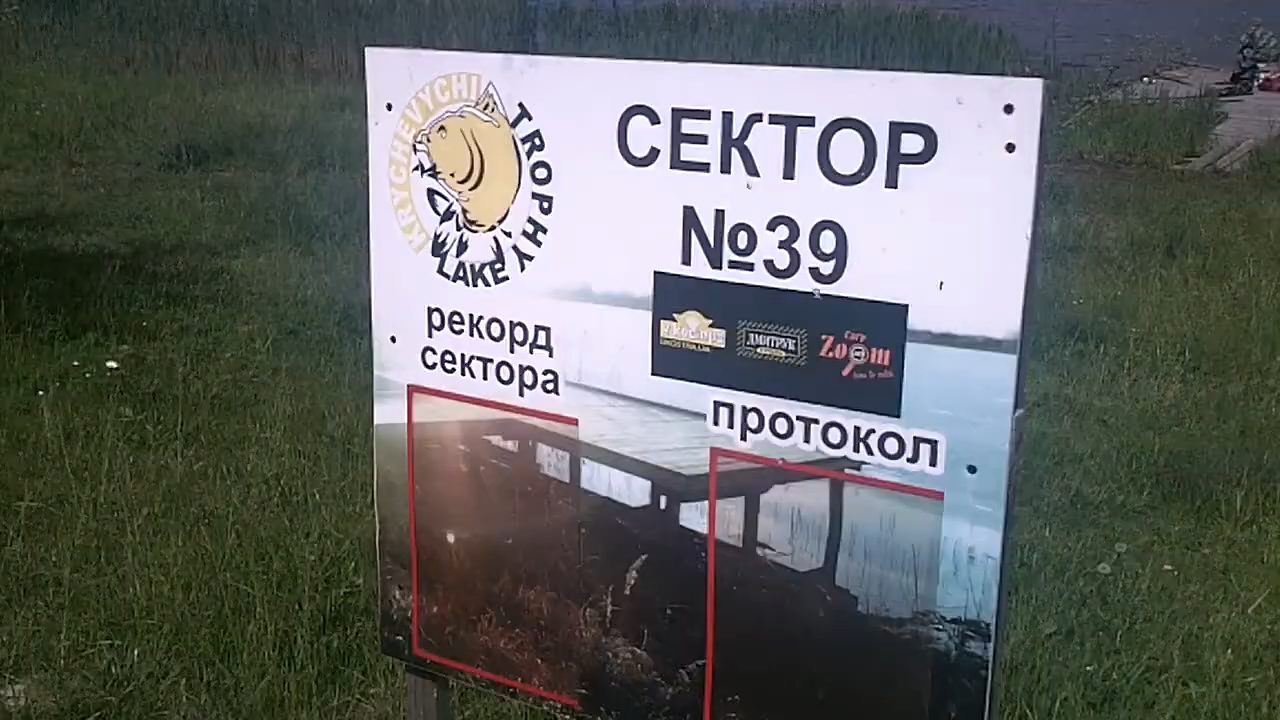 KRYCHEVYCHI
TROPHY
LAKE
СЕКТОР
№39
ДМИТРУК
Carp
Zoom
рекорд
сектора
протокол